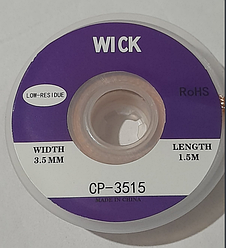 WICK
LOW-RESIDUE
RoHS
WIDTH
3.5 MM
LENGTH
1.5M
CP-3515
MADE IN CHINA